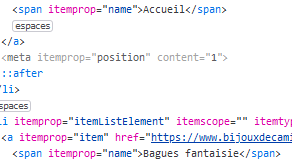 <span itemprop="name">Accueil</span>
espaces
</a>
<meta itemprop="position" content="1">
::after
/li>
spaces
li itemprop="itemListElement" itemscope="" itemtyp
<a itemprop="item" href="https://www.bijouxdecami
<span itemprop="name">Bagues fantaisie</span>